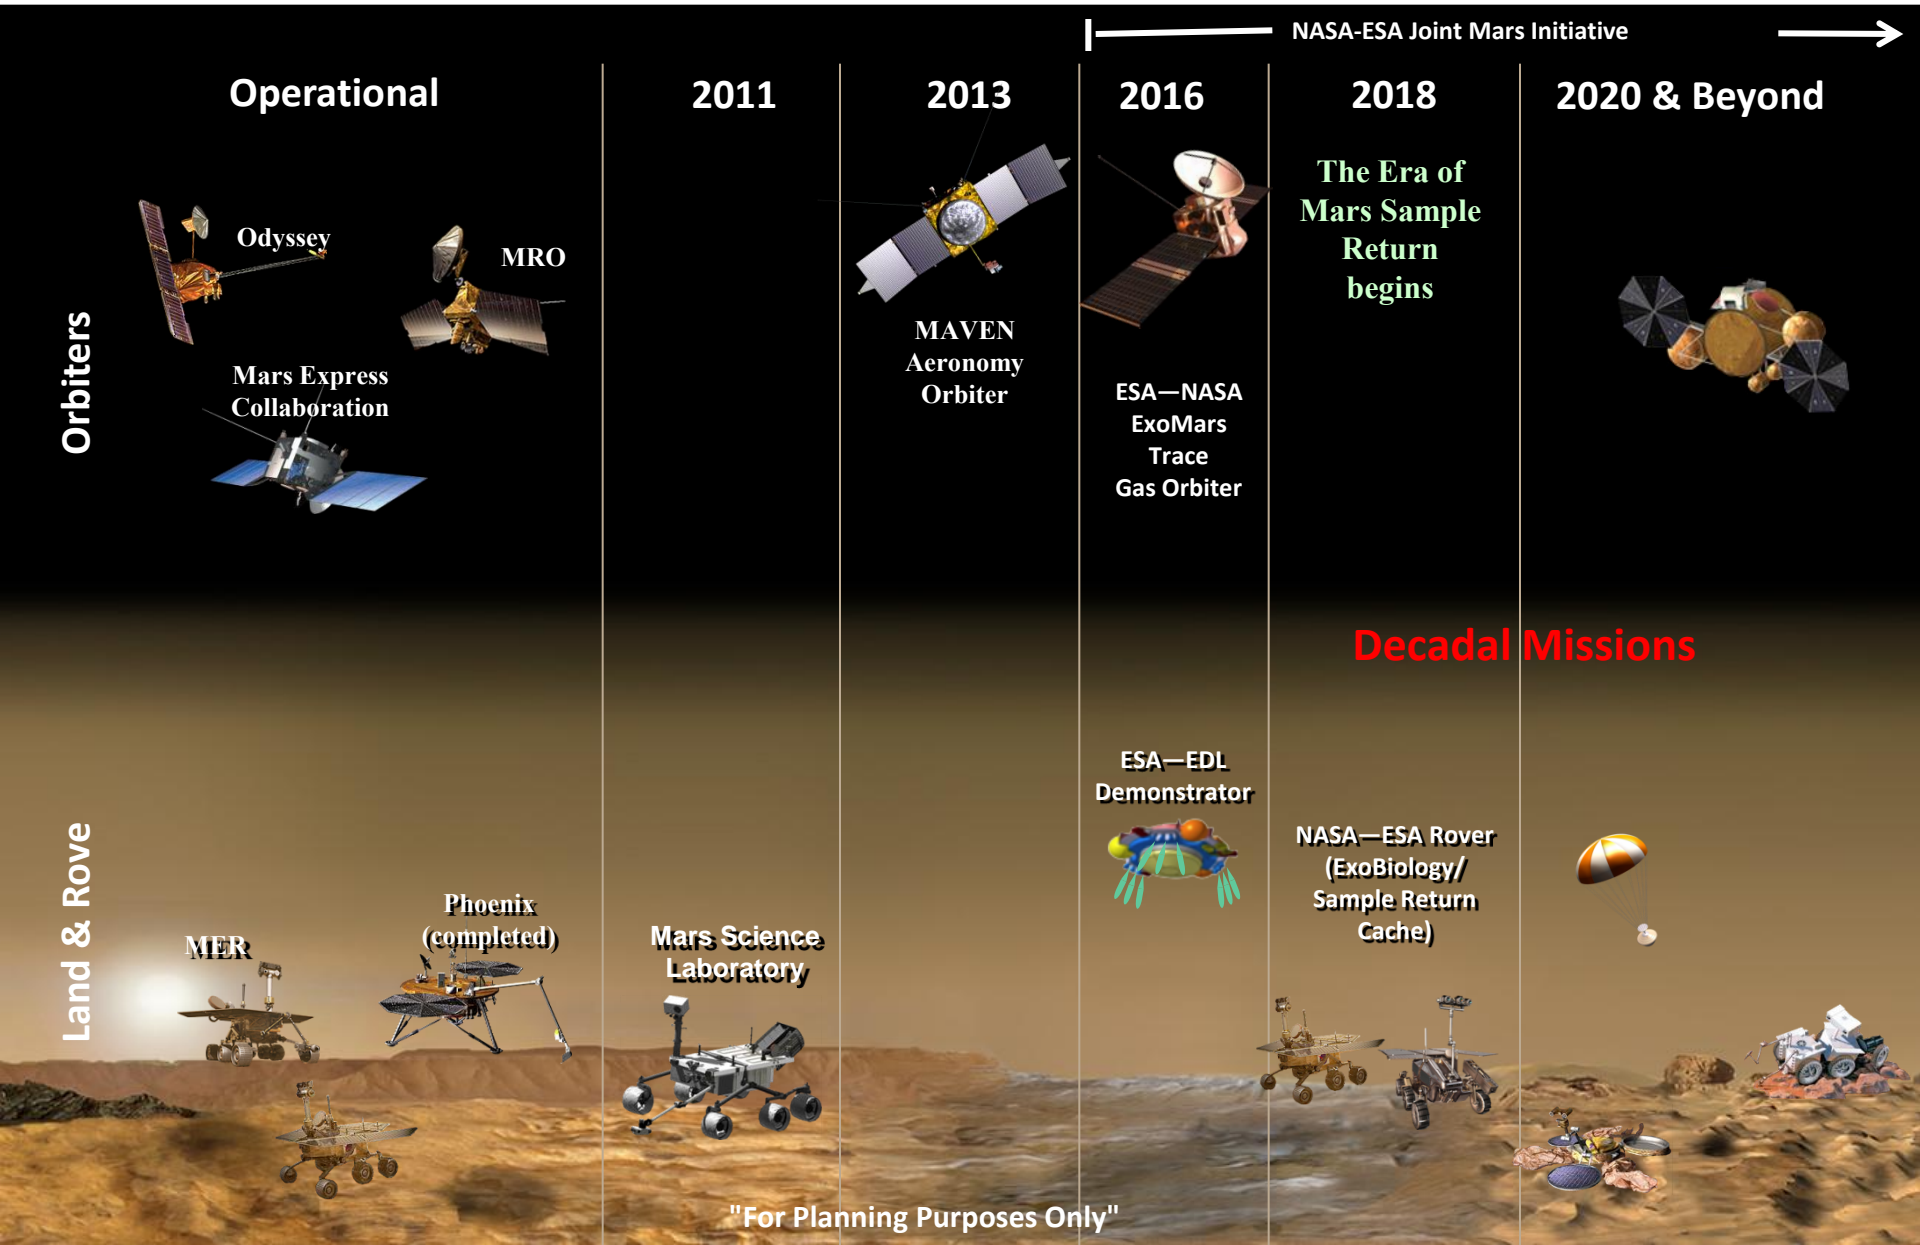 NASA-ESA Joint Mars Initiative
Operational
2011
2013
2016
2018
2020 & Beyond
Orbiters
Odyssey
MRO
Mars Express
Collaboration
MAVEN
Aeronomy
Orbiter
ESA—NASA
ExoMars
Trace
Gas Orbiter
The Era of
Mars Sample
Return
begins
Decadal Missions
Land & Rove
MER
Phoenix
(completed)
Mars Science
Laboratory
ESA—EDL
Demonstrator
NASA—ESA Rover
(ExoBiology/
Sample Return
Cache)
"For Planning Purposes Only"